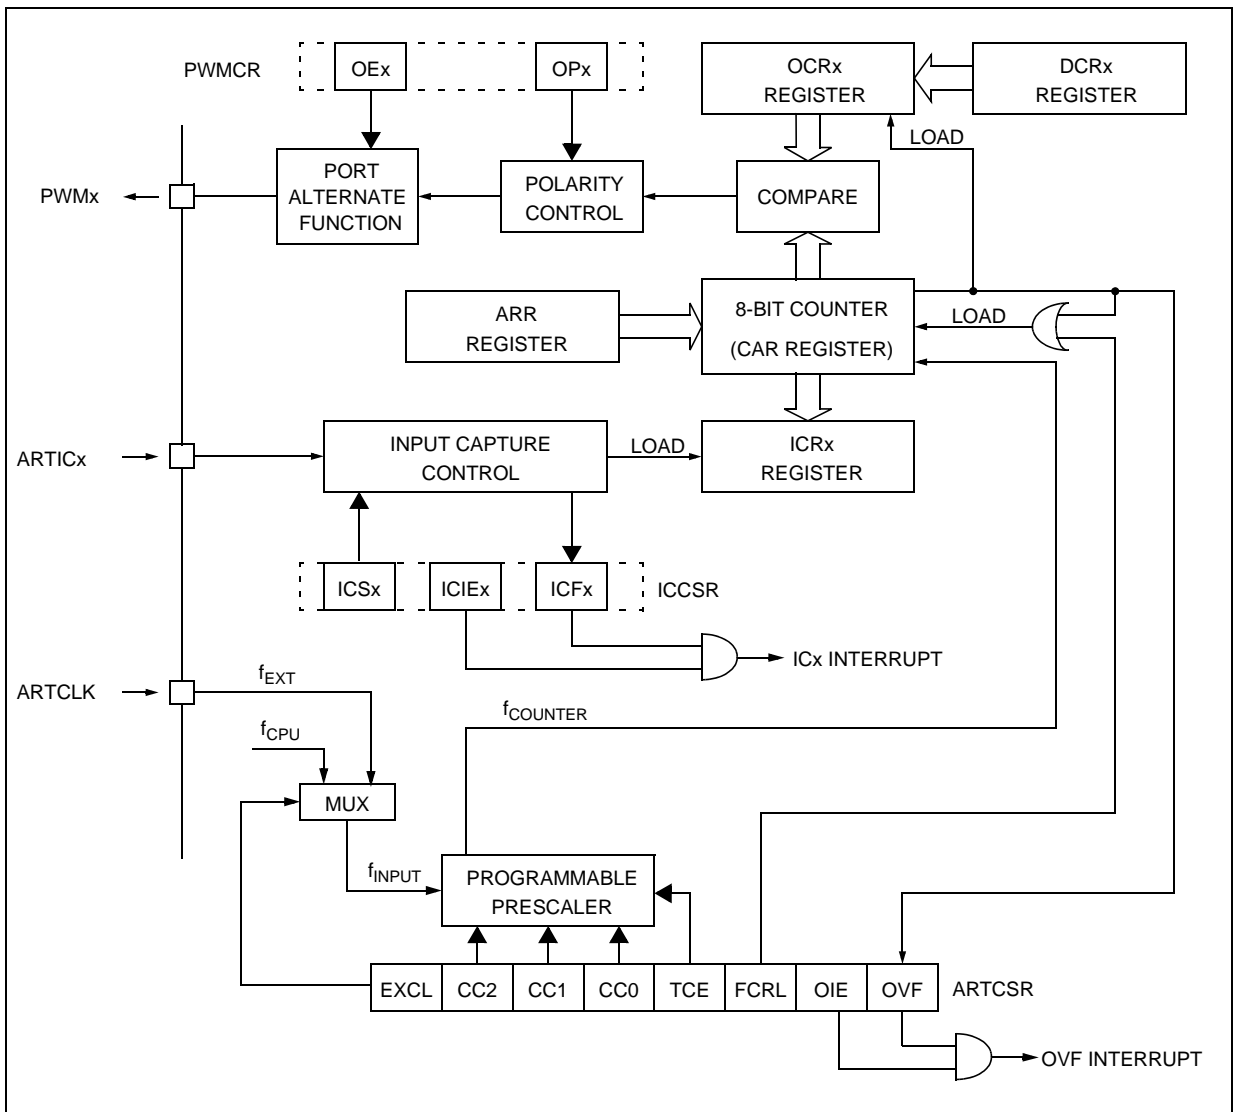 PWMCR
OEx
OPx
OCRx
REGISTER
DCRx
REGISTER
LOAD
PWMx
PORT
ALTERNATE
FUNCTION
POLARITY
CONTROL
COMPARE
ARR
REGISTER
8-BIT COUNTER
(CAR REGISTER)
LOAD
ARTICx
INPUT CAPTURE
CONTROL
LOAD
ICRx
REGISTER
ICSx
ICIEx
ICFx
ICCSR
ICx INTERRUPT
ARTCLK
fEXT
fCPU
fCOUNTER
MUX
fINPUT
PROGRAMMABLE
PRESCALER
EXCL
CC2
CC1
CC0
TCE
FCRL
OIE
OVF
ARTCSR
OVF INTERRUPT